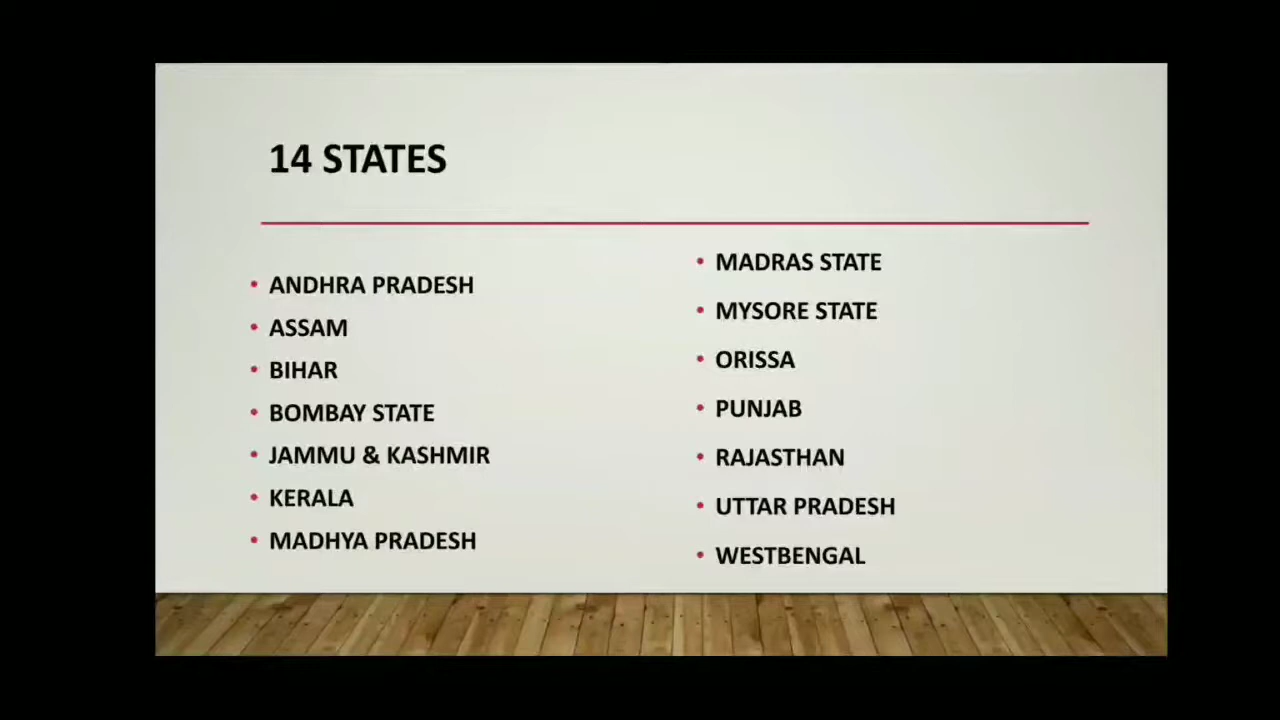 14 STATES
• ANDHRA PRADESH
• ASSAM
• BIHAR
• BOMBAY STATE
• JAMMU & KASHMIR
• KERALA
• MADHYA PRADESH
• MADRAS STATE
• MYSORE STATE
• ORISSA
• PUNJAB
• RAJASTHAN
• UTTAR PRADESH
• WESTBENGAL